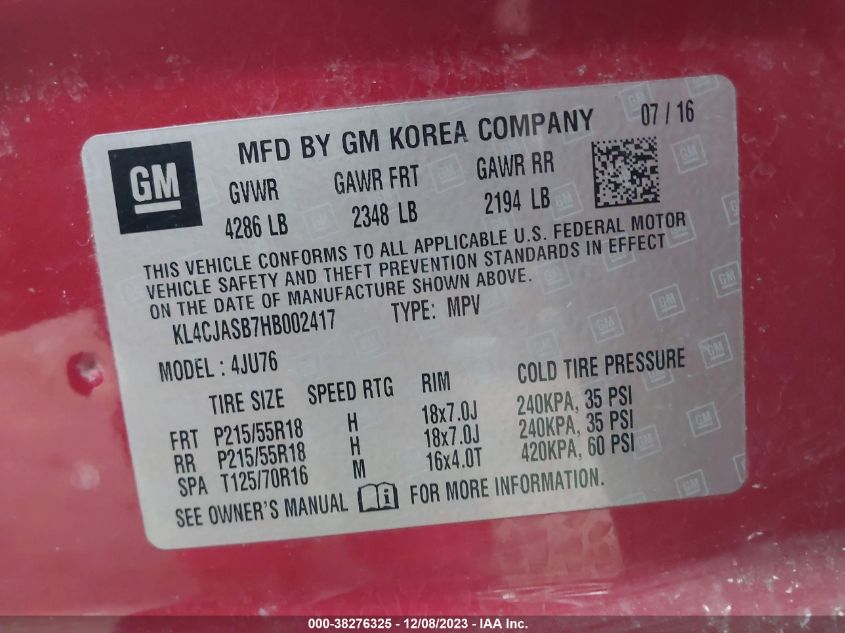 MFD BY GM KOREA COMPANY 07 / 16
GM
GVWR GAWR FRT GAWR RR
4286 LB 2348 LB 2194 LB
THIS VEHICLE CONFORMS TO ALL APPLICABLE U.S. FEDERAL MOTOR
VEHICLE SAFETY AND THEFT PREVENTION STANDARDS IN EFFECT
ON THE DATE OF MANUFACTURE SHOWN ABOVE.
KL4CJASB7HB002417 TYPE: MPV
MODEL : 4JU76
TIRE SIZE SPEED RTG RIM COLD TIRE PRESSURE
FRT P215/55R18 H 18x7.0J 240KPA, 35 PSI
RR P215/55R18 H 18x7.0J 240KPA, 35 PSI
SPA T125/70R16 M 16x4.0T 420KPA, 60 PSI
SEE OWNER'S MANUAL i FOR MORE INFORMATION.
000-38276325 - 12/08/2023 - IAA Inc.